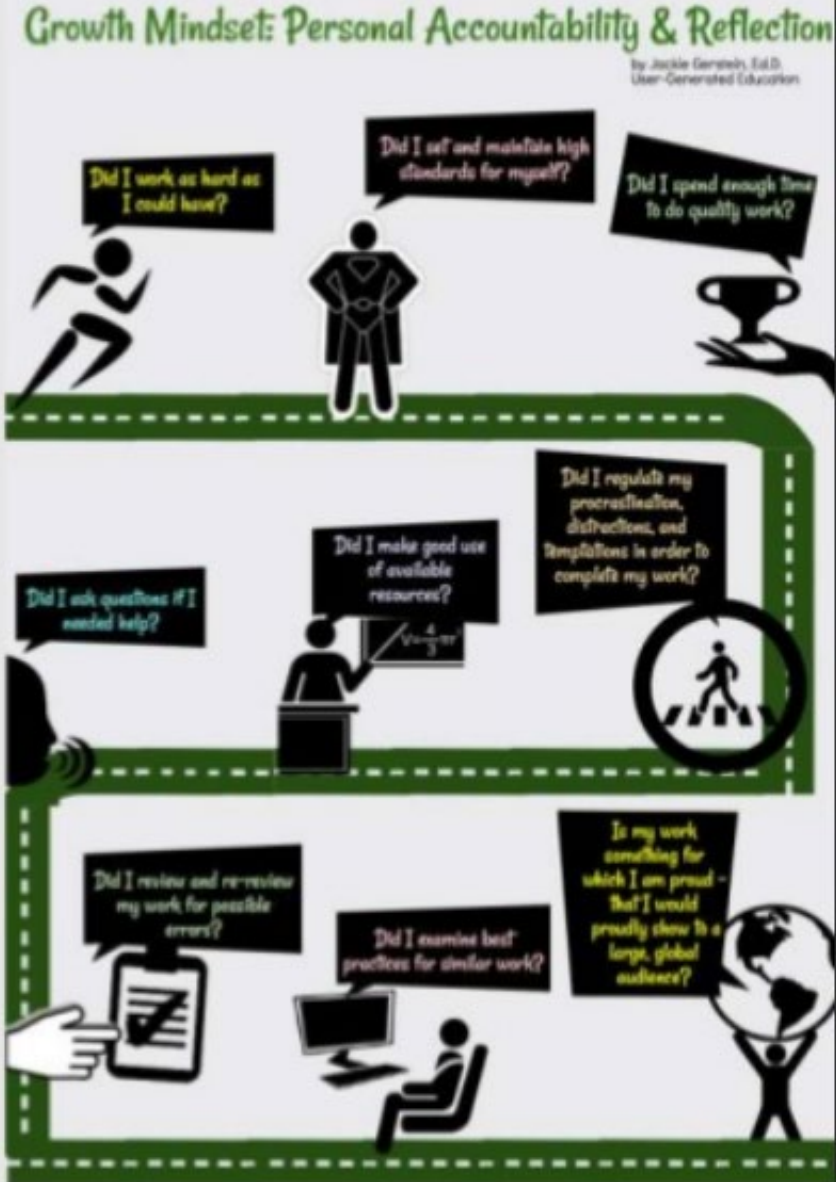 Growth Mindset: Personal Accountability & Reflection
by Jackie Gerstein, Ed.D.
User-Generated Education
Did I work as hard as
I could have?
Did I set and maintain high
standards for myself?
Did I spend enough time
to do quality work?
Did I regulate my
procrastination,
distractions, and
temptations in order to
complete my work?
Did I make good use
of available
resources?
V=4/3 πr
Did I ask questions if I
needed help?
Did I review and re-review
my work for possible
errors?
Did I examine best
practices for similar work?
Is my work
something for
which I am proud -
that I would
proudly show to a
large, global
audience?